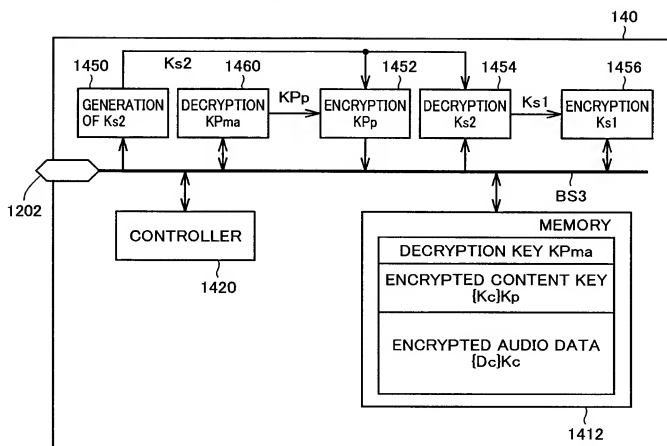 140
1450
Ks2
1460
1452
1454
1456
GENERATION
OF Ks2
DECRYPTION
KPma
KPp
ENCRYPTION
KPp
DECRYPTION
Ks2
Ks1
ENCRYPTION
Ks1
1202
BS3
CONTROLLER
1420
MEMORY
DECRYPTION KEY KPma
ENCRYPTED CONTENT KEY
{Kc}Kp
ENCRYPTED AUDIO DATA
{Dc}Kc
1412